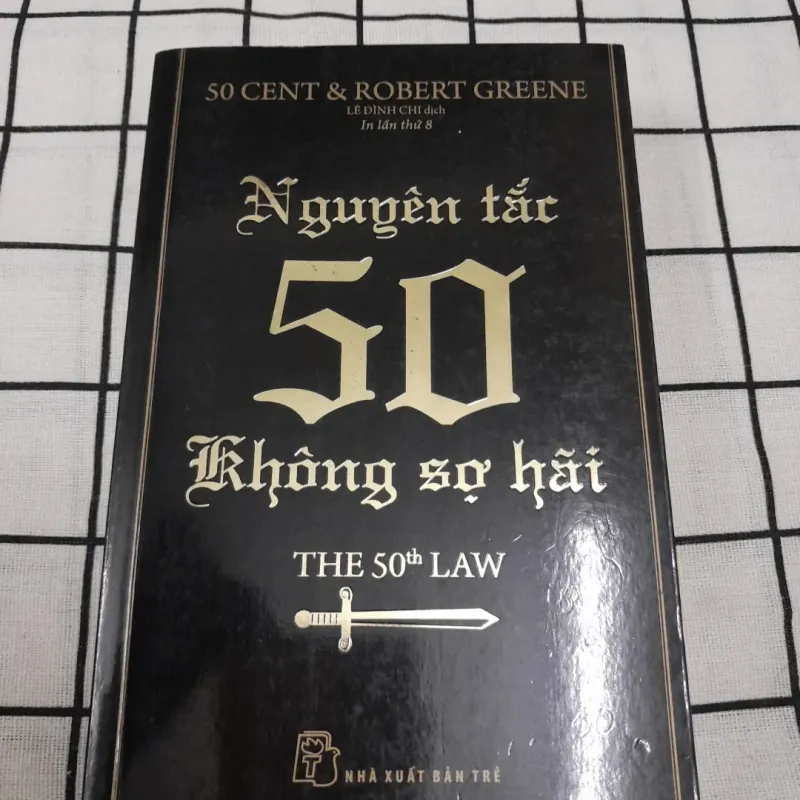 50 CENT & ROBERT GREENE
LÊ ĐÌNH CHI dịch
In lần thứ 8
Nguyên tắc
50
Không sợ hãi
THE 50th LAW
T
NHÀ XUẤT BẢN TRẺ